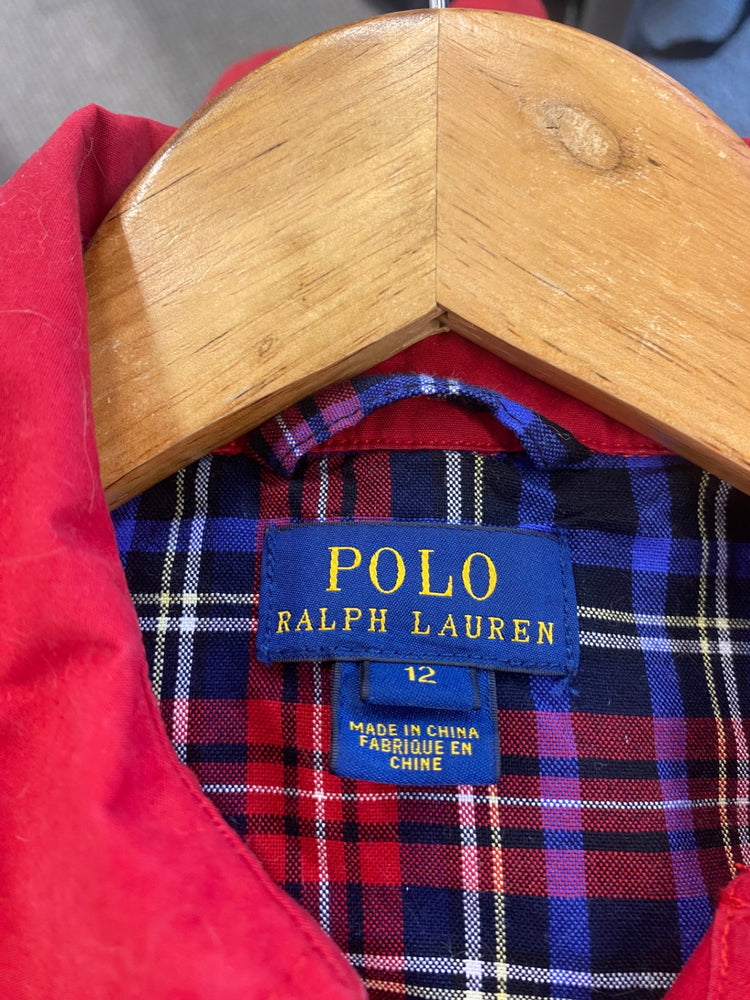 POLO
RALPH LAUREN
12
MADE IN CHINA
FABRIQUE EN
CHINE